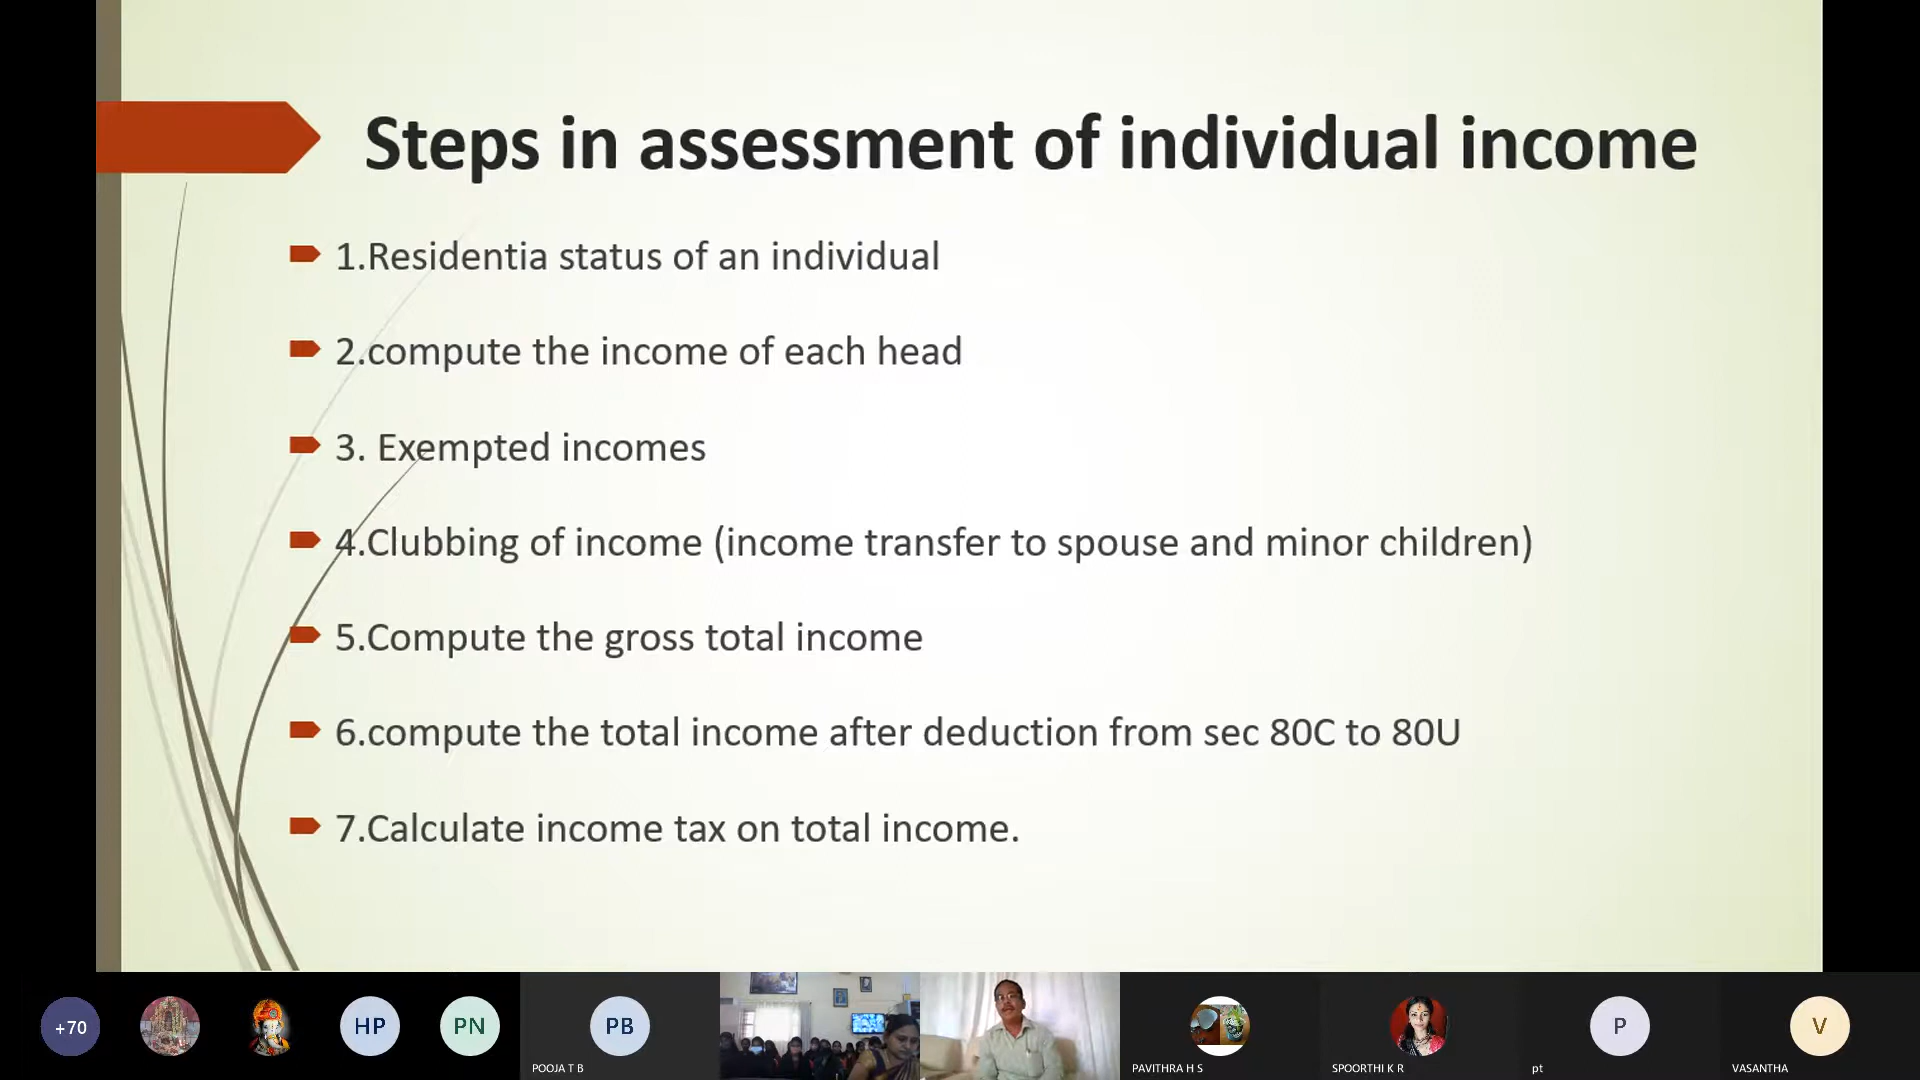 Steps in assessment of individual income
1.Residentia status of an individual
2.compute the income of each head
3. Exempted incomes
4.Clubbing of income (income transfer to spouse and minor children)
5.Compute the gross total income
6.compute the total income after deduction from sec 80C to 80U
7.Calculate income tax on total income.
+70
HP
PN
PB
P
V
POOJA T B
PAVITHRA H S
SPOORTHI K R
pt
VASANTHA